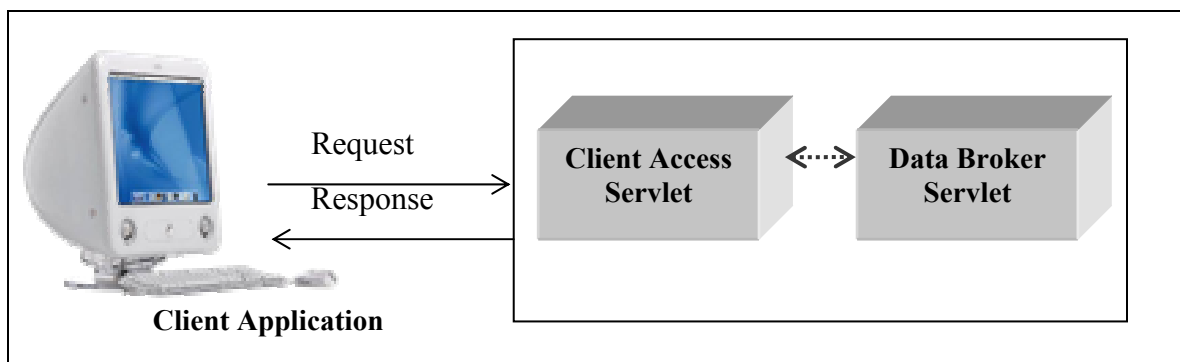 Request
Response
Client Access
Servlet
Data Broker
Servlet
Client Application